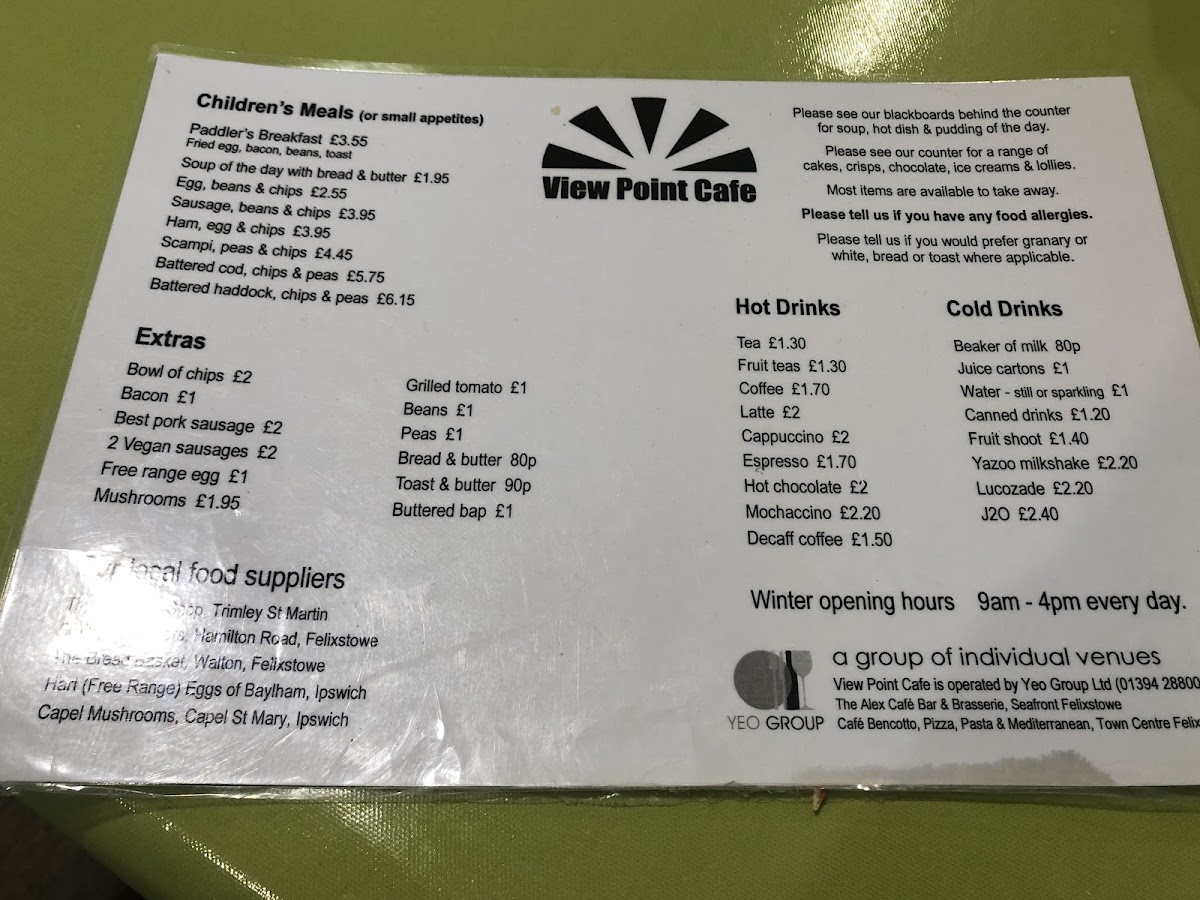 Children's Meals (or small appetites)
Paddler's Breakfast £3.55
Fried egg, bacon, beans, toast
Soup of the day with bread & butter £1.95
Egg, beans & chips £2.55
Sausage, beans & chips £3.95
Ham, egg & chips £3.95
Scampi, peas & chips £4.45
Battered cod, chips & peas £5.75
Battered haddock, chips & peas £6.15
View Point Cafe
Please see our blackboards behind the counter
for soup, hot dish & pudding of the day.
Please see our counter for a range of
cakes, crisps, chocolate, ice creams & lollies.
Most items are available to take away.
Please tell us if you have any food allergies.
Please tell us if you would prefer granary or
white, bread or toast where applicable.
Extras
Bowl of chips £2
Bacon £1
Best pork sausage £2
2 Vegan sausages £2
Free range egg £1
Mushrooms £1.95
Grilled tomato £1
Beans £1
Peas £1
Bread & butter 80p
Toast & butter 90p
Buttered bap £1
Hot Drinks
Tea £1.30
Fruit teas £1.30
Coffee £1.70
Latte £2
Cappuccino £2
Espresso £1.70
Hot chocolate £2
Mochaccino £2.20
Decaff coffee £1.50
Cold Drinks
Beaker of milk 80p
Juice cartons £1
Water - still or sparkling £1
Canned drinks £1.20
Fruit shoot £1.40
Yazoo milkshake £2.20
Lucozade £2.20
J2O £2.40
Our local food suppliers
Trimley St Martin
Hamilton Road, Felixstowe
The Bread Basket, Walton, Felixstowe
Hart (Free Range) Eggs of Baylham, Ipswich
Capel Mushrooms, Capel St Mary, Ipswich
Winter opening hours 9am - 4pm every day.
YEO GROUP
a group of individual venues
View Point Cafe is operated by Yeo Group Ltd (01394 28800
The Alex Café Bar & Brasserie, Seafront Felixstowe
Café Bencotto, Pizza, Pasta & Mediterranean, Town Centre Felix